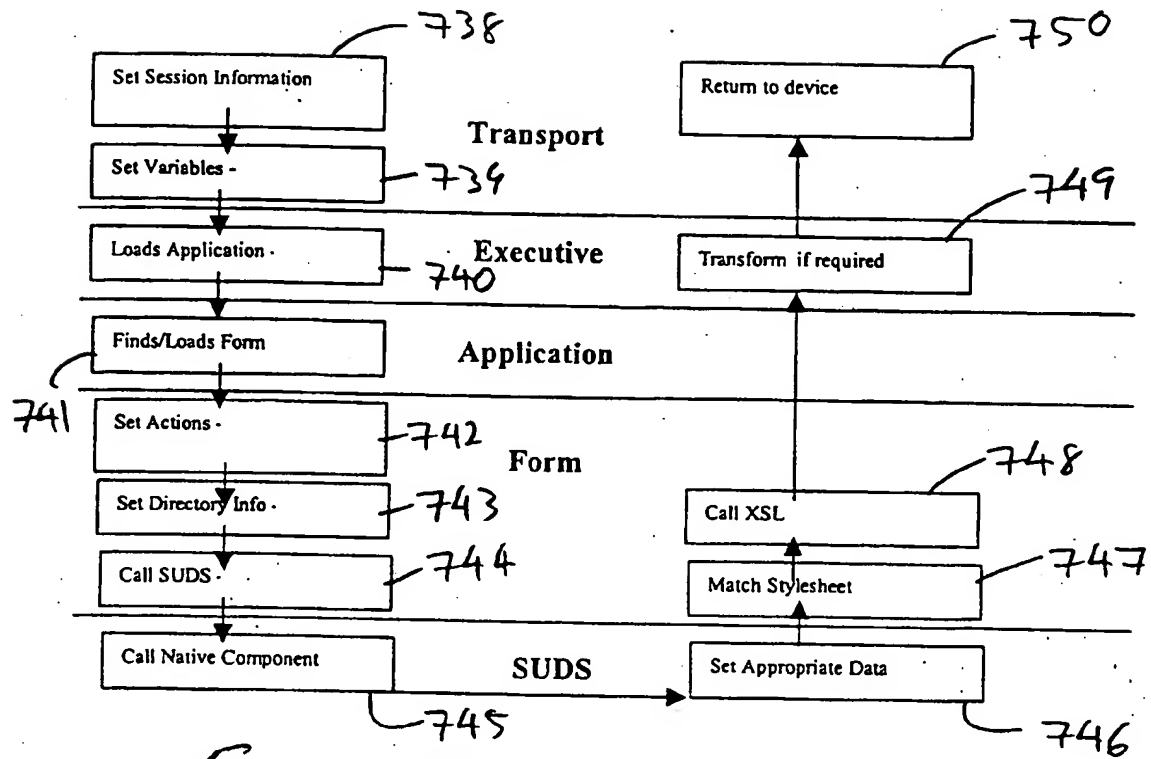 738
750
Set Session Information
Return to device
Transport
Set Variables -
739
749
Loads Application -
Executive
740
Transform if required
Finds/Loads Form
Application
741
Set Actions -
742
Form
748
Set Directory Info -
743
Call XSL
Call SUDS -
744
Match Stylesheet
747
Call Native Component
SUDS
Set Appropriate Data
745
746